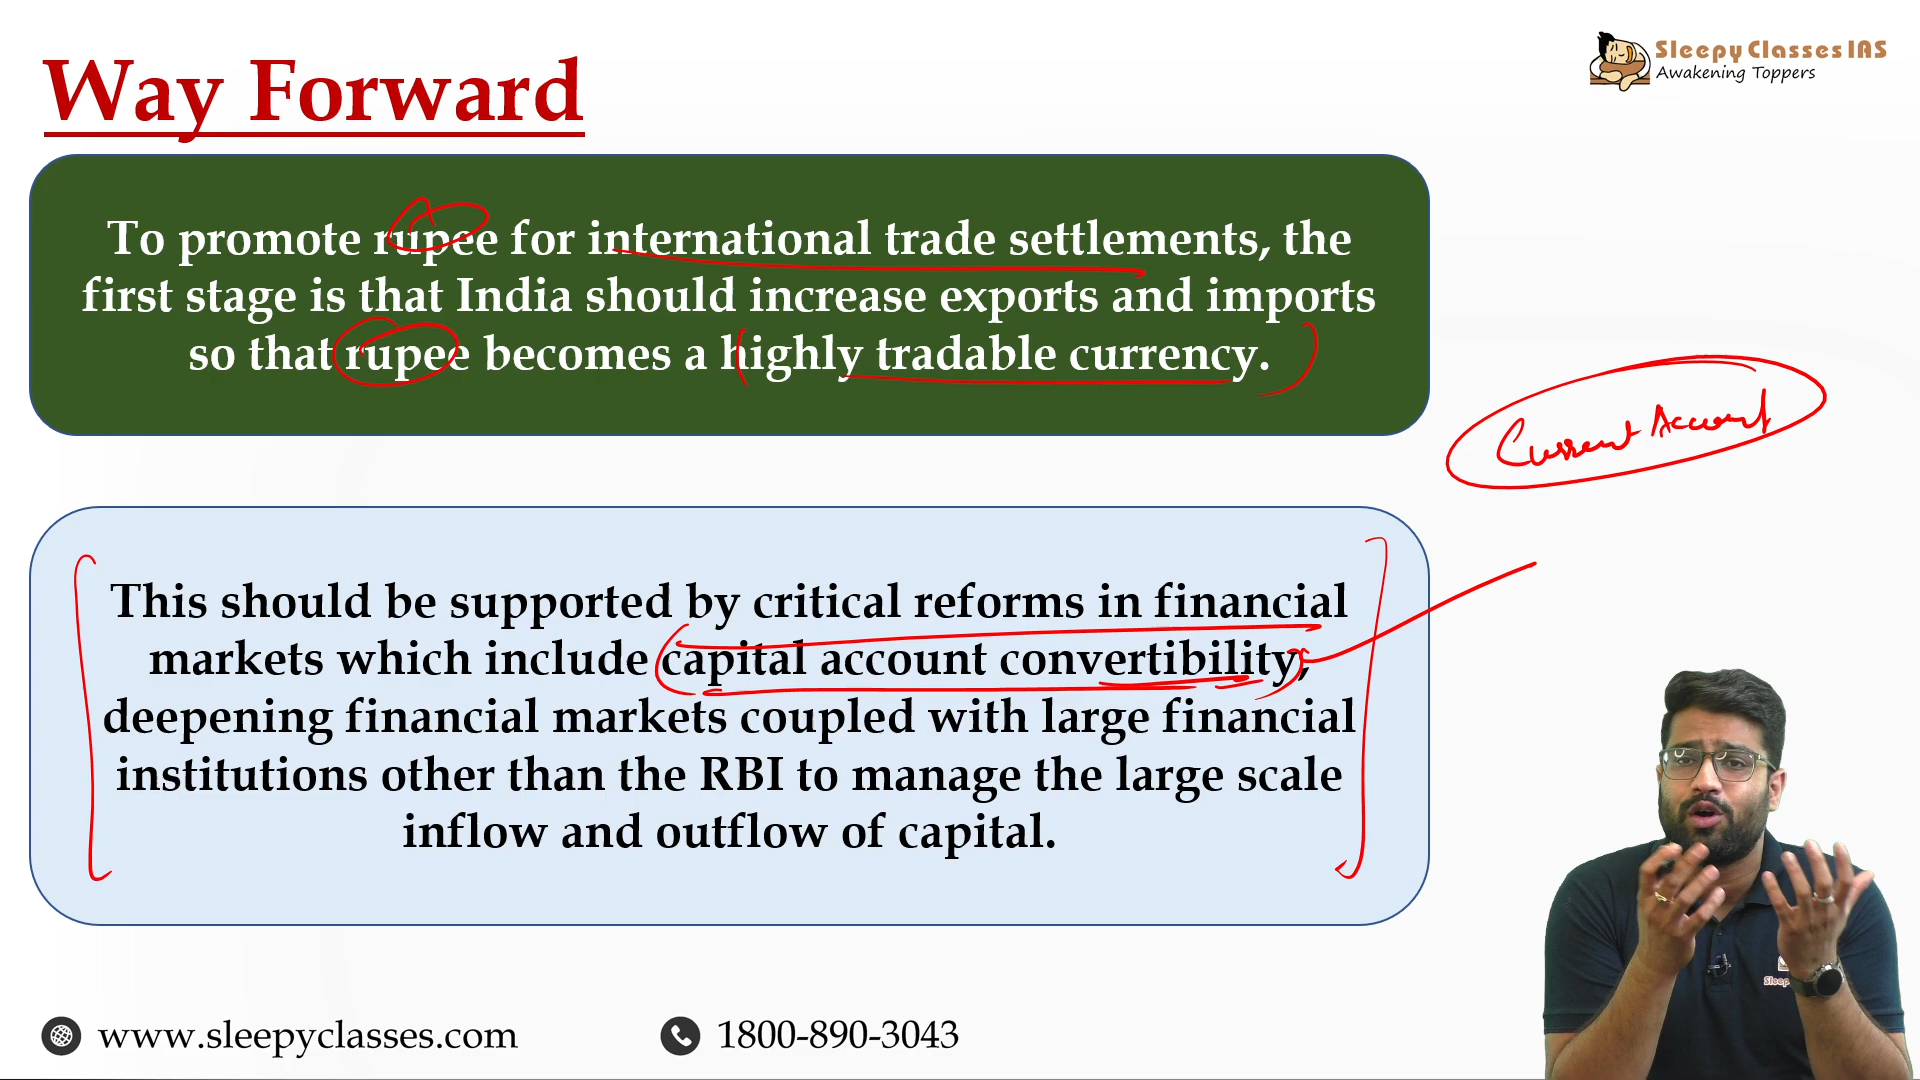 Way Forward
Sleepy Classes IAS
Awakening Toppers
To promote rupee for international trade settlements, the
first stage is that India should increase exports and imports
so that rupee becomes a highly tradable currency.
Current Account
This should be supported by critical reforms in financial
markets which include capital account convertibility,
deepening financial markets coupled with large financial
institutions other than the RBI to manage the large scale
inflow and outflow of capital.
Sleep
www.sleepyclasses.com
1800-890-3043